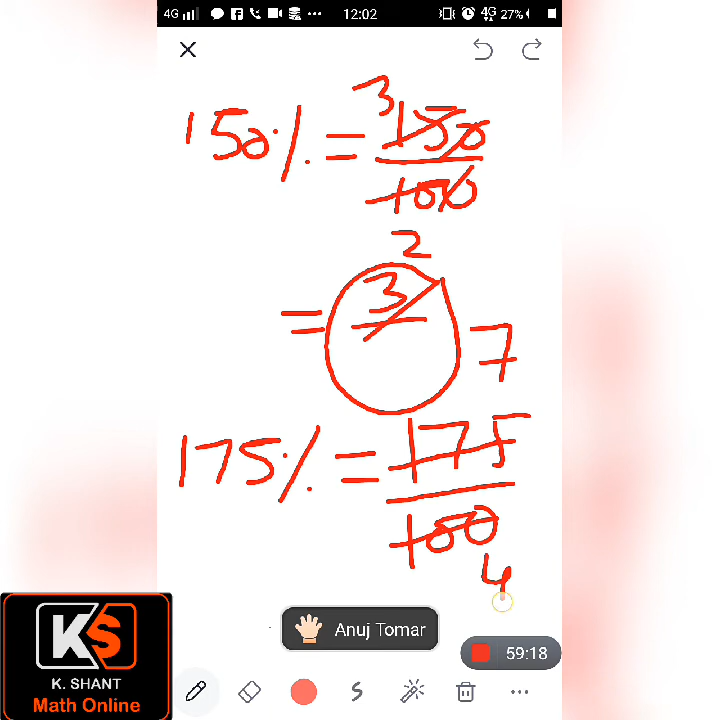 4G 12:02 4G 27%
3
150% = 150
100
2
= 3
7
175% = 175
100
4
Anuj Tomar
59:18
KS
K. SHANT
Math Online